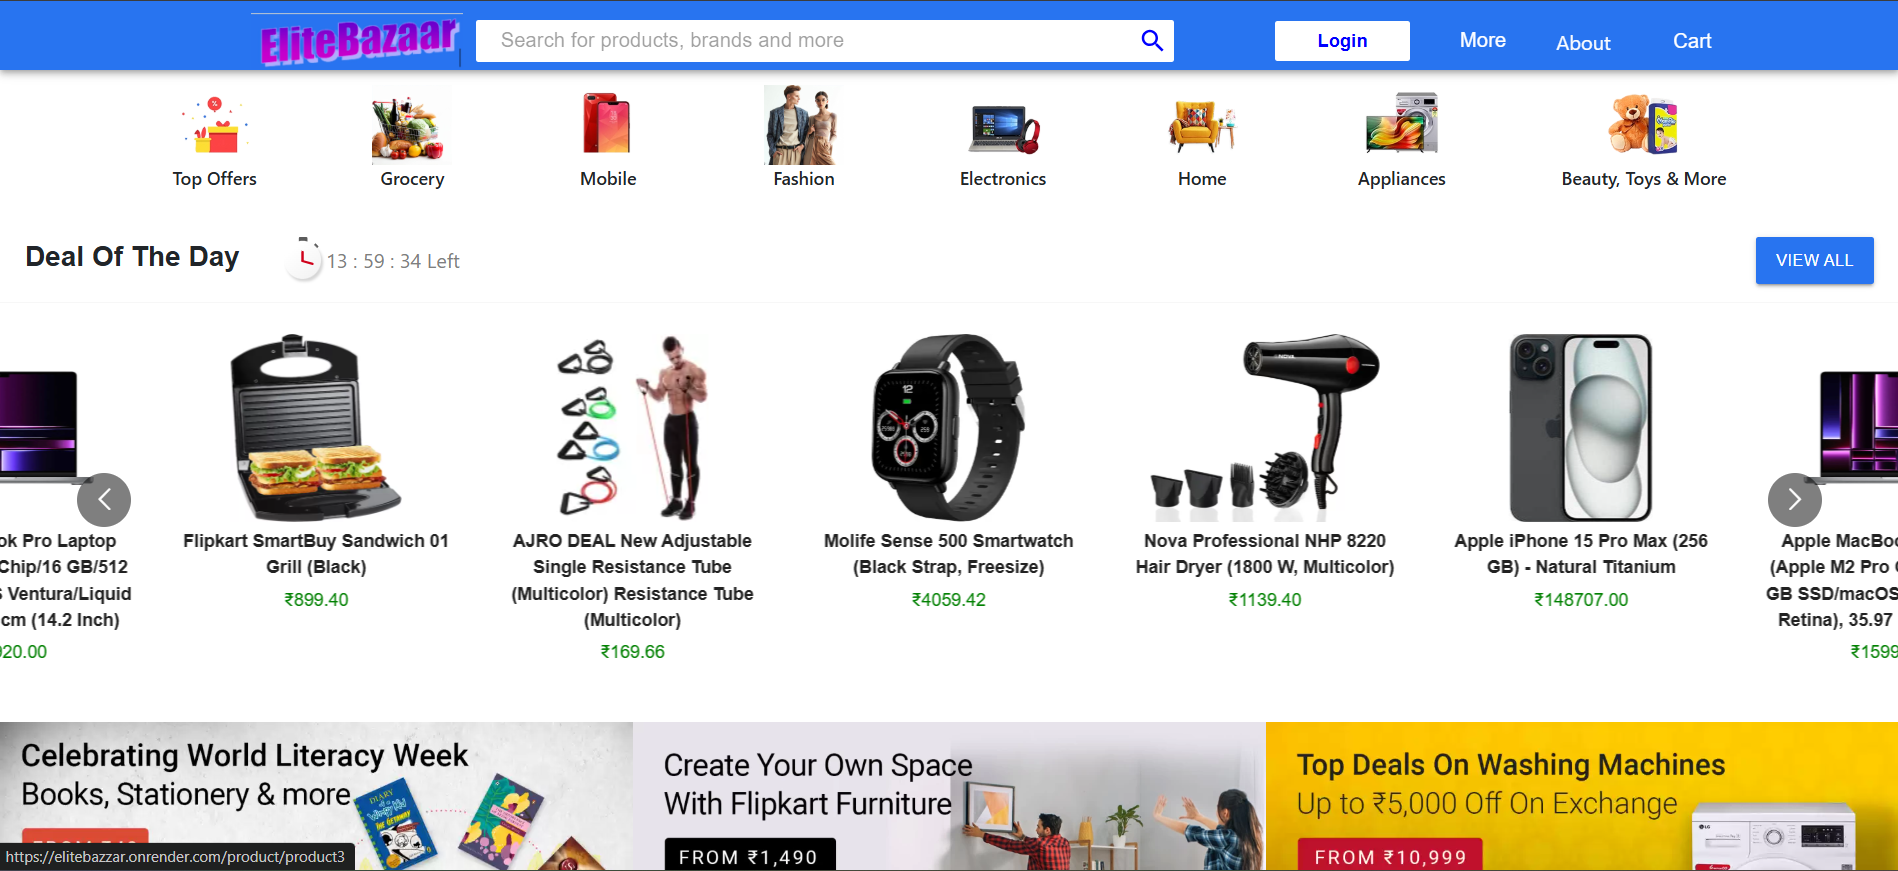 EliteBazaar
Search for products, brands and more
Login
More
About
Cart
Top Offers
Grocery
Mobile
Fashion
Electronics
Home
Appliances
Beauty, Toys & More
Deal Of The Day
13 : 59 : 34 Left
VIEW ALL
ok Pro Laptop
Chip/16 GB/512
S Ventura/Liquid
cm (14.2 Inch)
920.00
Flipkart SmartBuy Sandwich 01
Grill (Black)
₹899.40
AJRO DEAL New Adjustable
Single Resistance Tube
(Multicolor) Resistance Tube
(Multicolor)
₹169.66
Molife Sense 500 Smartwatch
(Black Strap, Freesize)
₹4059.42
NOVA
Nova Professional NHP 8220
Hair Dryer (1800 W, Multicolor)
₹1139.40
Apple iPhone 15 Pro Max (256
GB) - Natural Titanium
₹148707.00
Apple MacBoo
(Apple M2 Pro
GB SSD/macOS
Retina), 35.97
₹1599
Celebrating World Literacy Week
Books, Stationery & more
DIARY
THE GETAWAY
Create Your Own Space
With Flipkart Furniture
FROM ₹1,490
Top Deals On Washing Machines
Up to ₹5,000 Off On Exchange
FROM ₹10,999
LG
https://elitebazzar.onrender.com/product/product3